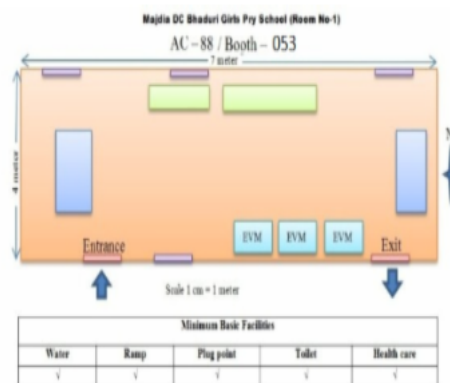 Majdia DC Bhaduri Girls Pry School (Room No-1)
AC-88 / Booth - 053
7 meter
4 meter
N
EVM EVM EVM
Entrance Exit
Scale 1 cm = 1 meter
Minimum Basic Facilities
Water Ramp Plug point Toilet Health care
√ √ √ √ √